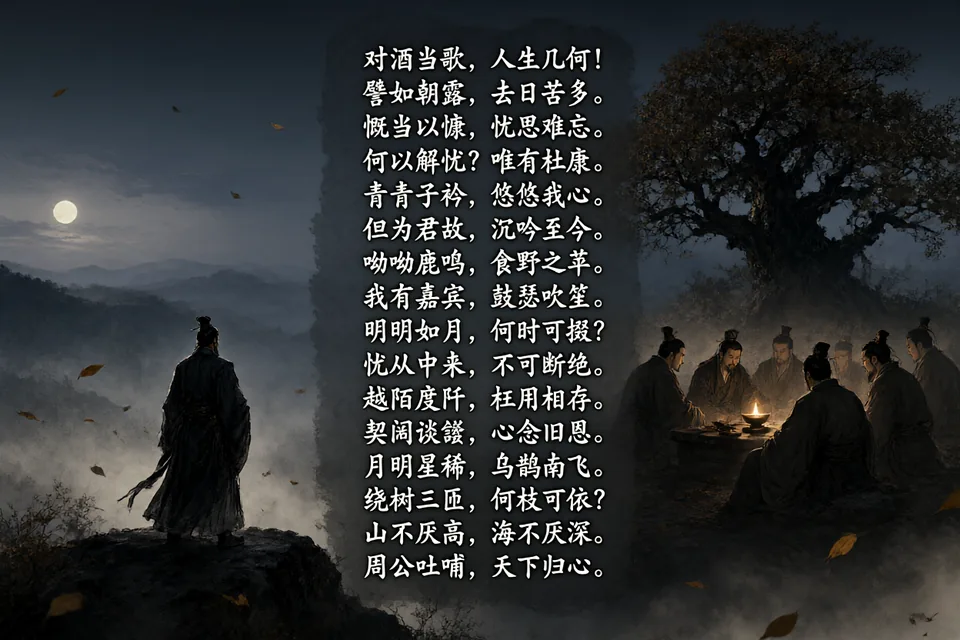 对酒当歌，人生几何！
譬如朝露，去日苦多。
慨当以慷，忧思难忘。
何以解忧？唯有杜康。
青青子衿，悠悠我心。
但为君故，沉吟至今。
呦呦鹿鸣，食野之苹。
我有嘉宾，鼓瑟吹笙。
明明如月，何时可掇？
忧从中来，不可断绝。
越陌度阡，枉用相存。
契阔谈䜩，心念旧恩。
月明星稀，乌鹊南飞。
绕树三匝，何枝可依？
山不厌高，海不厌深。
周公吐哺，天下归心。